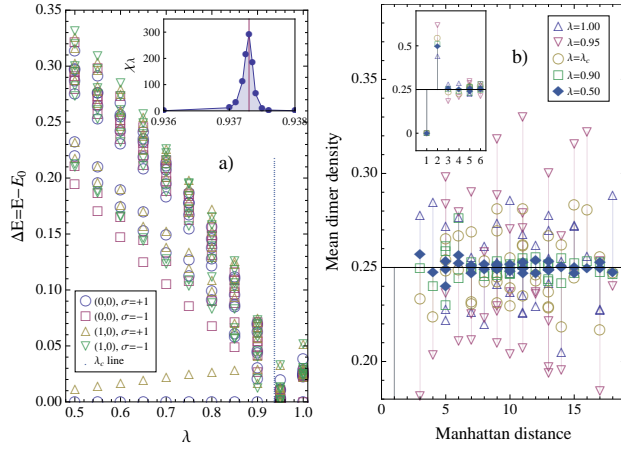 a)
ΔE=E−E₀
0.35
0.30
0.25
0.20
0.15
0.10
0.05
0.00
0.5 0.6 0.7 0.8 0.9 1.0
λ
χλ
300
200
100
0
0.936 0.937 0.938
(0,0), σ=+1
(0,0), σ=−1
(1,0), σ=+1
(1,0), σ=−1
λc line
b)
Mean dimer density
0.35
0.30
0.25
0.20
5 10 15
Manhattan distance
0.5
0.25
0
1 2 3 4 5 6
λ=1.00
λ=0.95
λ=λc
λ=0.90
λ=0.50